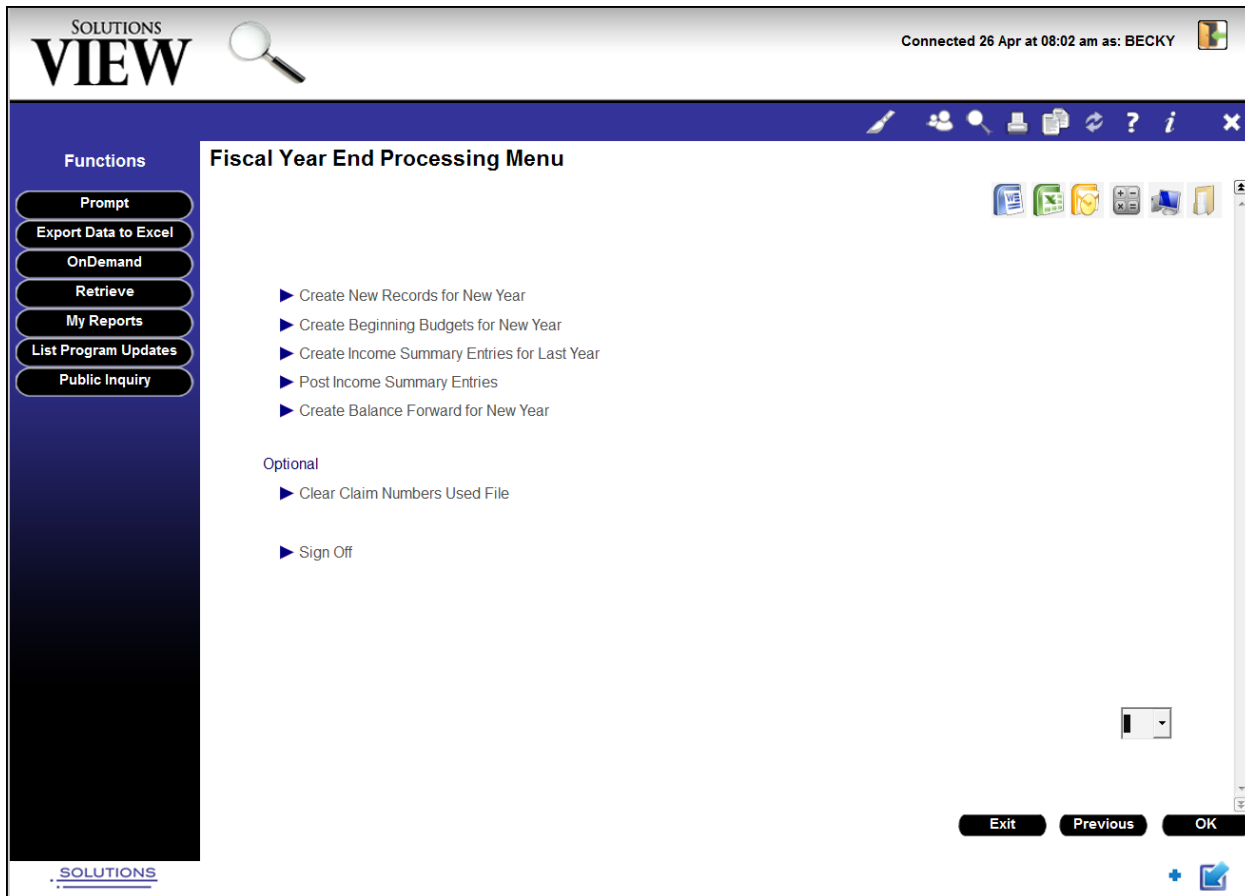 SOLUTIONS
VIEW
Connected 26 Apr at 08:02 am as: BECKY
? i
Functions
Prompt
Export Data to Excel
OnDemand
Retrieve
My Reports
List Program Updates
Public Inquiry
Fiscal Year End Processing Menu
Create New Records for New Year
Create Beginning Budgets for New Year
Create Income Summary Entries for Last Year
Post Income Summary Entries
Create Balance Forward for New Year
Optional
Clear Claim Numbers Used File
Sign Off
Exit Previous OK
SOLUTIONS